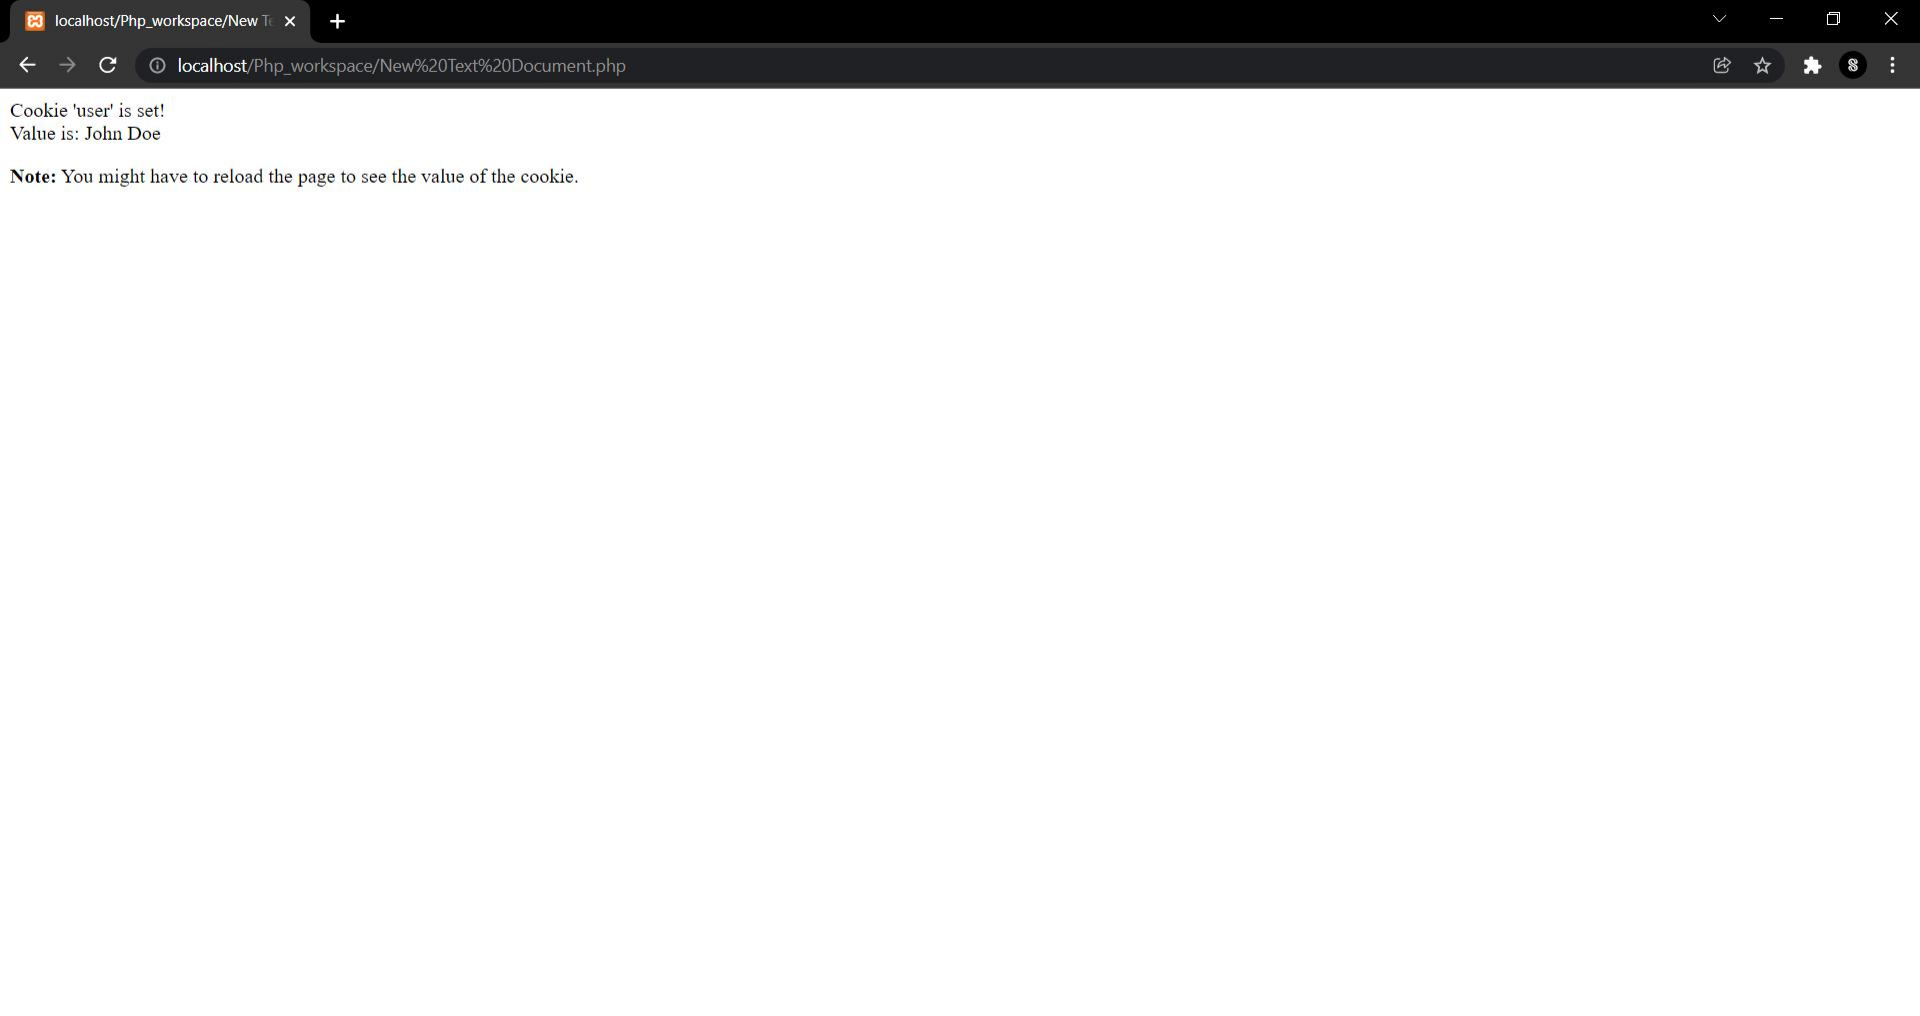 localhost/Php_workspace/New Te
localhost/Php_workspace/New%20Text%20Document.php
Cookie 'user' is set!
Value is: John Doe
Note: You might have to reload the page to see the value of the cookie.